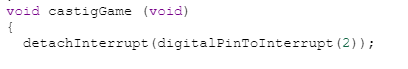 void castigGame (void)
{
  detachInterrupt(digitalPinToInterrupt(2));